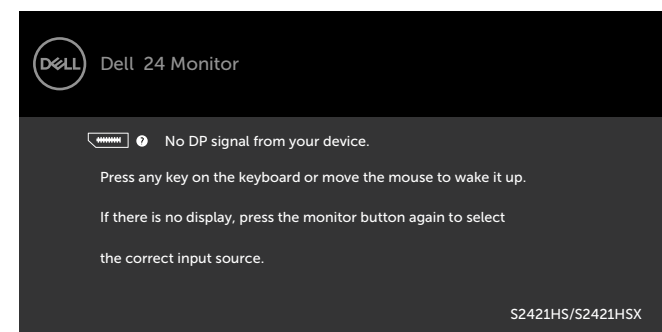 DELL
Dell 24 Monitor
? No DP signal from your device.
Press any key on the keyboard or move the mouse to wake it up.
If there is no display, press the monitor button again to select
the correct input source.
S2421HS/S2421HSX